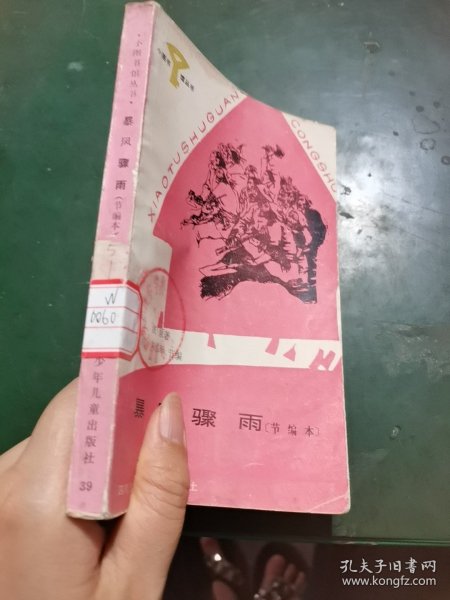 ·小图书馆丛书·
暴风骤雨(节编本)
W
0060
少年儿童出版社
39
XIAOTUSHUGUAN
CONGSHU
暴
骤雨〔节编本〕
孔夫子旧书网
www.kongfz.com